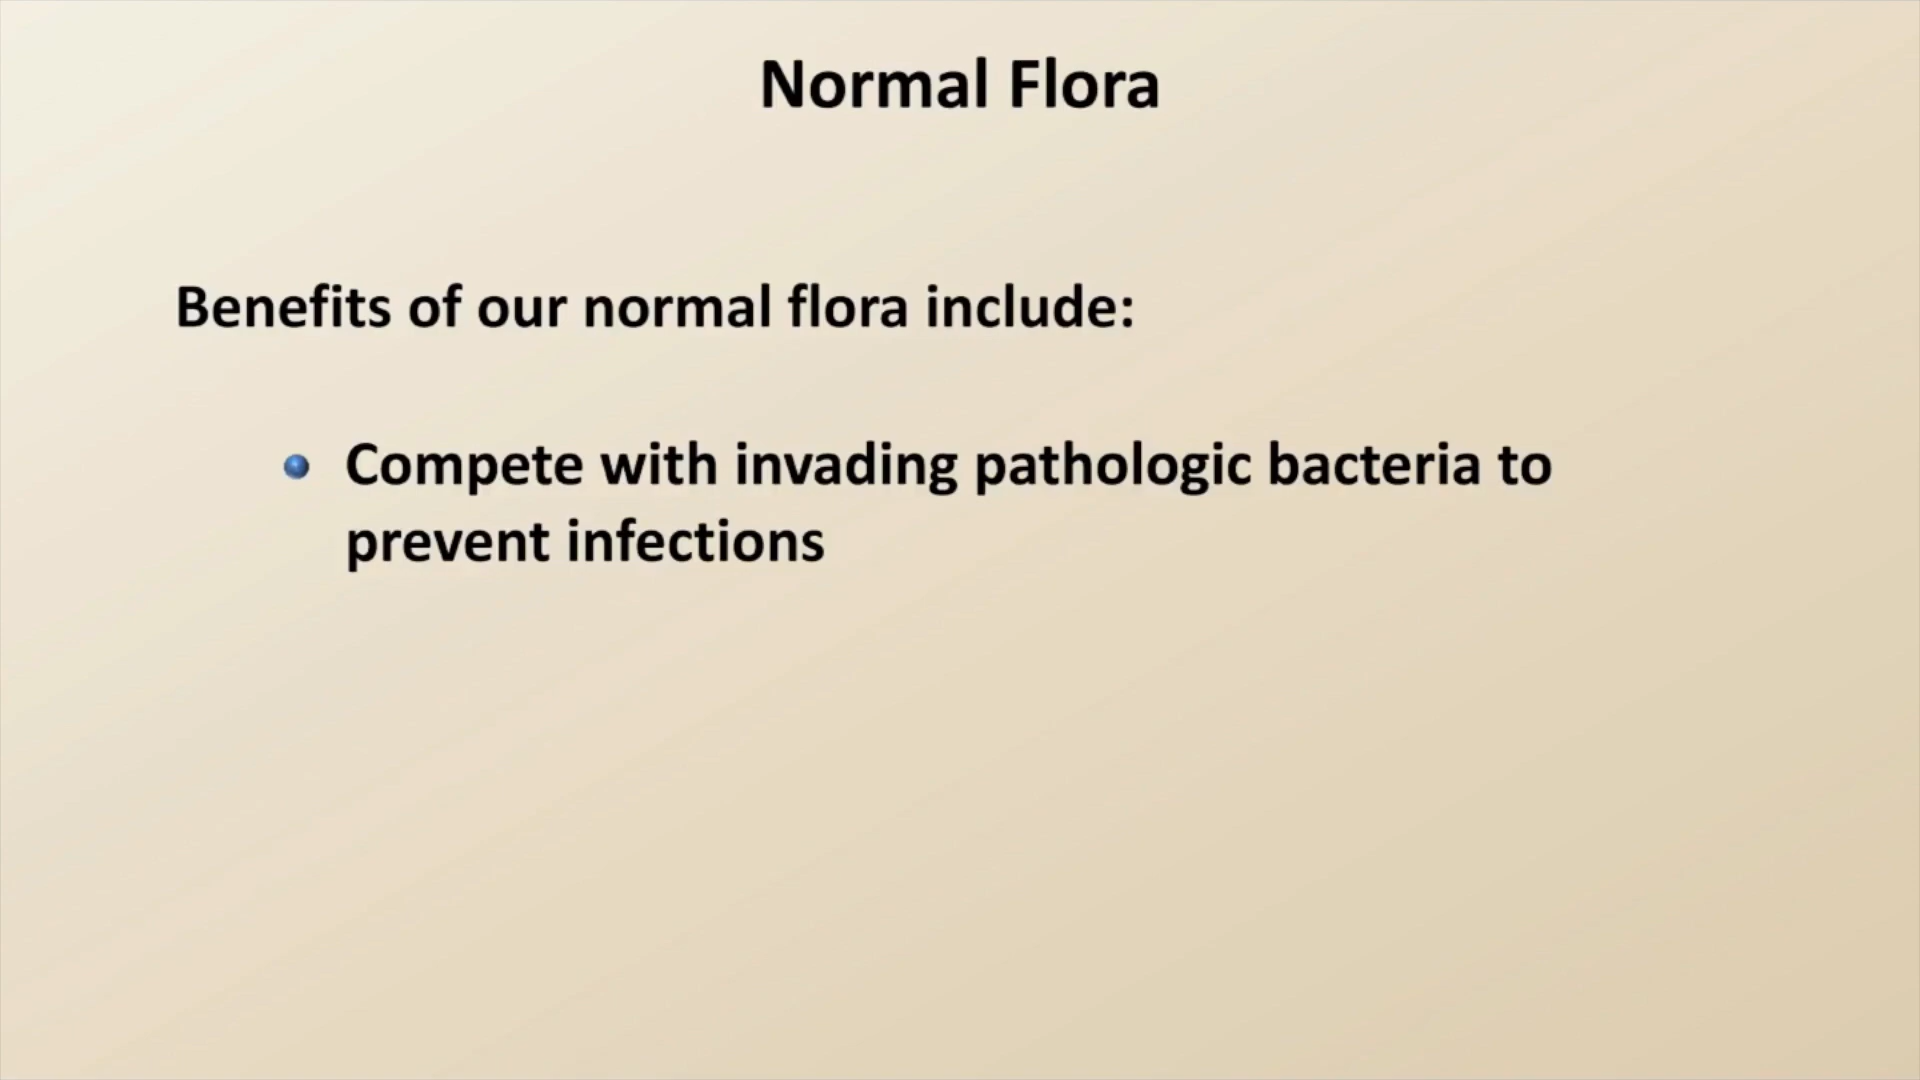 Normal Flora
Benefits of our normal flora include:
Compete with invading pathologic bacteria to
prevent infections